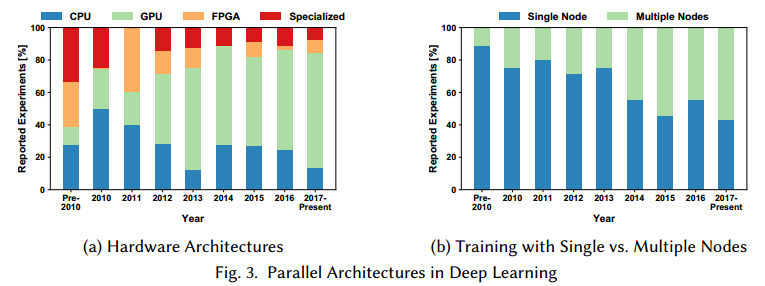 CPU GPU FPGA Specialized
Reported Experiments [%]
100
80
60
40
20
0
Pre-2010 2010 2011 2012 2013 2014 2015 2016 2017-Present
Year
(a) Hardware Architectures
Single Node Multiple Nodes
Reported Experiments [%]
100
80
60
40
20
0
Pre-2010 2010 2011 2012 2013 2014 2015 2016 2017-Present
Year
(b) Training with Single vs. Multiple Nodes
Fig. 3. Parallel Architectures in Deep Learning